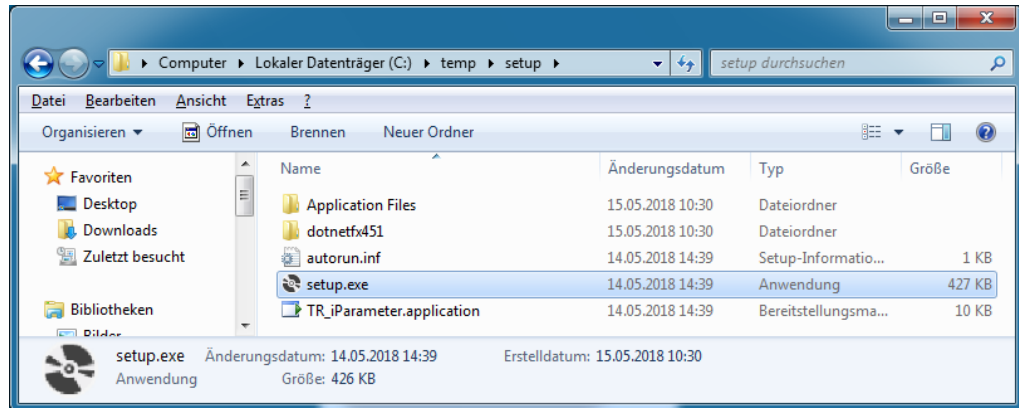 Computer Lokaler Datenträger (C:) temp setup
setup durchsuchen
Datei Bearbeiten Ansicht Extras ?
Organisieren Öffnen Brennen Neuer Ordner
Name Änderungsdatum Typ Größe
Favoriten
Desktop
Downloads
Zuletzt besucht
Bibliotheken
Bilder
Application Files 15.05.2018 10:30 Dateiordner
dotnetfx451 15.05.2018 10:30 Dateiordner
autorun.inf 14.05.2018 14:39 Setup-Informatio... 1 KB
setup.exe 14.05.2018 14:39 Anwendung 427 KB
TR_iParameter.application 14.05.2018 14:39 Bereitstellungsma... 10 KB
setup.exe Änderungsdatum: 14.05.2018 14:39 Erstelldatum: 15.05.2018 10:30
Anwendung Größe: 426 KB